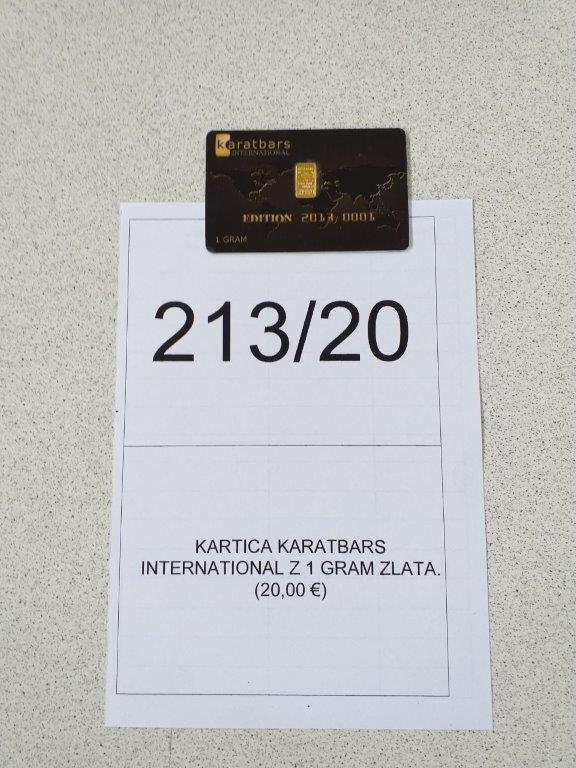 karatbars
INTERNATIONAL
EDITION 2013 0001
1 GRAM
213/20
KARTICA KARATBARS
INTERNATIONAL Z 1 GRAM ZLATA.
(20,00 €)